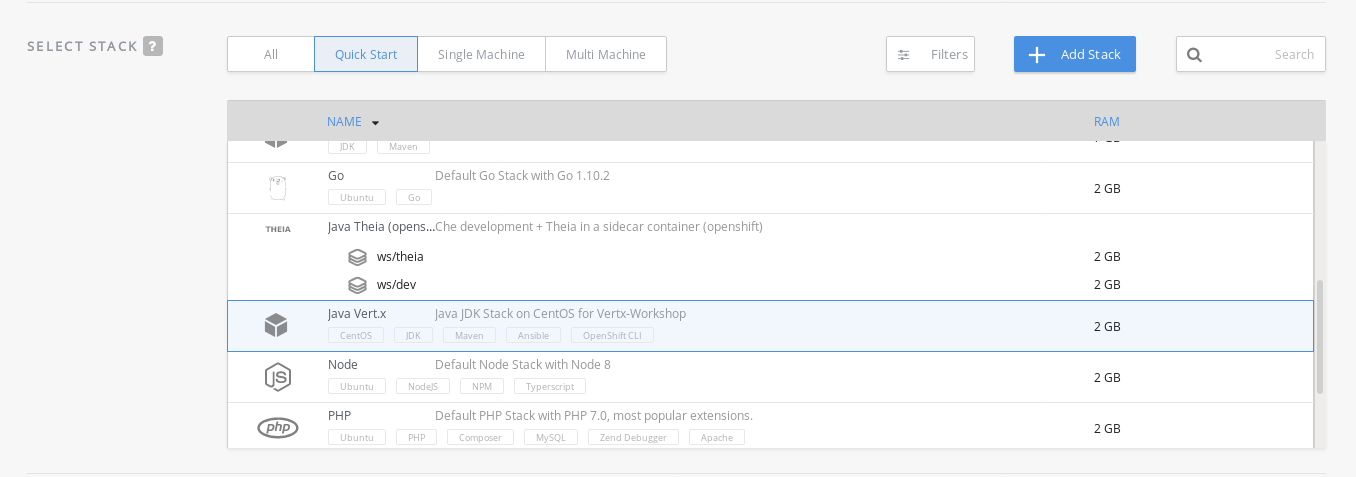 SELECT STACK ?
All Quick Start Single Machine Multi Machine Filters Add Stack Search
NAME RAM
JDK Maven
Go Default Go Stack with Go 1.10.2 2 GB
Ubuntu Go
THEIA Java Theia (opens... Che development + Theia in a sidecar container (openshift)
ws/theia 2 GB
ws/dev 2 GB
Java Vert.x Java JDK Stack on CentOS for Vertx-Workshop 2 GB
CentOS JDK Maven Ansible OpenShift CLI
JS Node Default Node Stack with Node 8 2 GB
Ubuntu NodeJS NPM Typerscript
php PHP Default PHP Stack with PHP 7.0, most popular extensions. 2 GB
Ubuntu PHP Composer MySQL Zend Debugger Apache